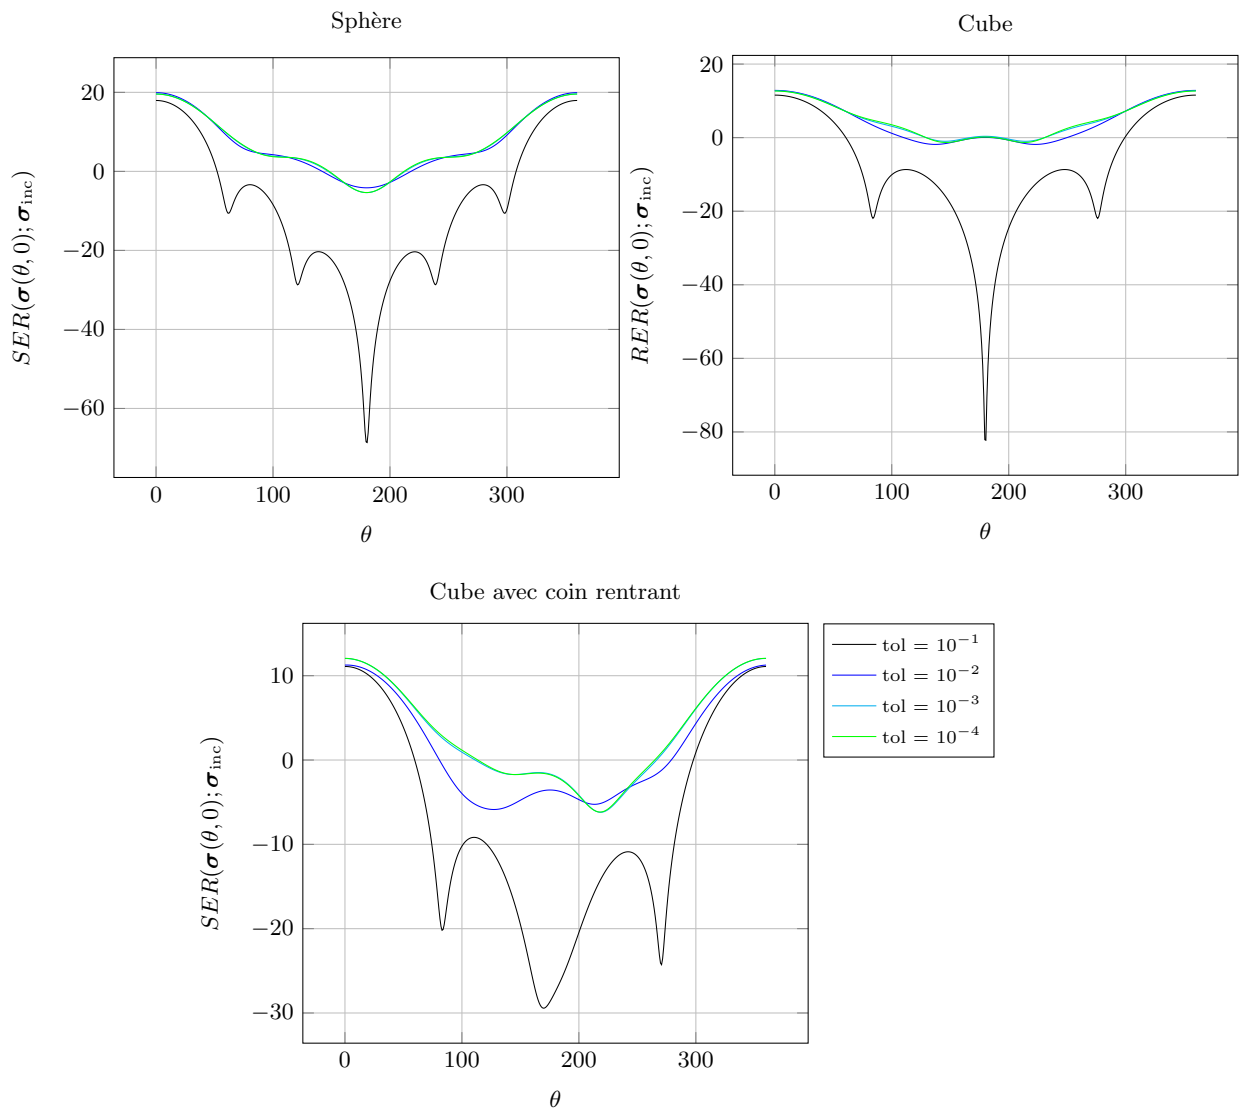 Sphère
20
0
−20
−40
−60
0 100 200 300
θ
SER(σ(θ, 0); σinc)
Cube
20
0
−20
−40
−60
−80
0 100 200 300
θ
RER(σ(θ, 0); σinc)
Cube avec coin rentrant
10
0
−10
−20
−30
0 100 200 300
θ
SER(σ(θ, 0); σinc)
tol = 10⁻¹
tol = 10⁻²
tol = 10⁻³
tol = 10⁻⁴